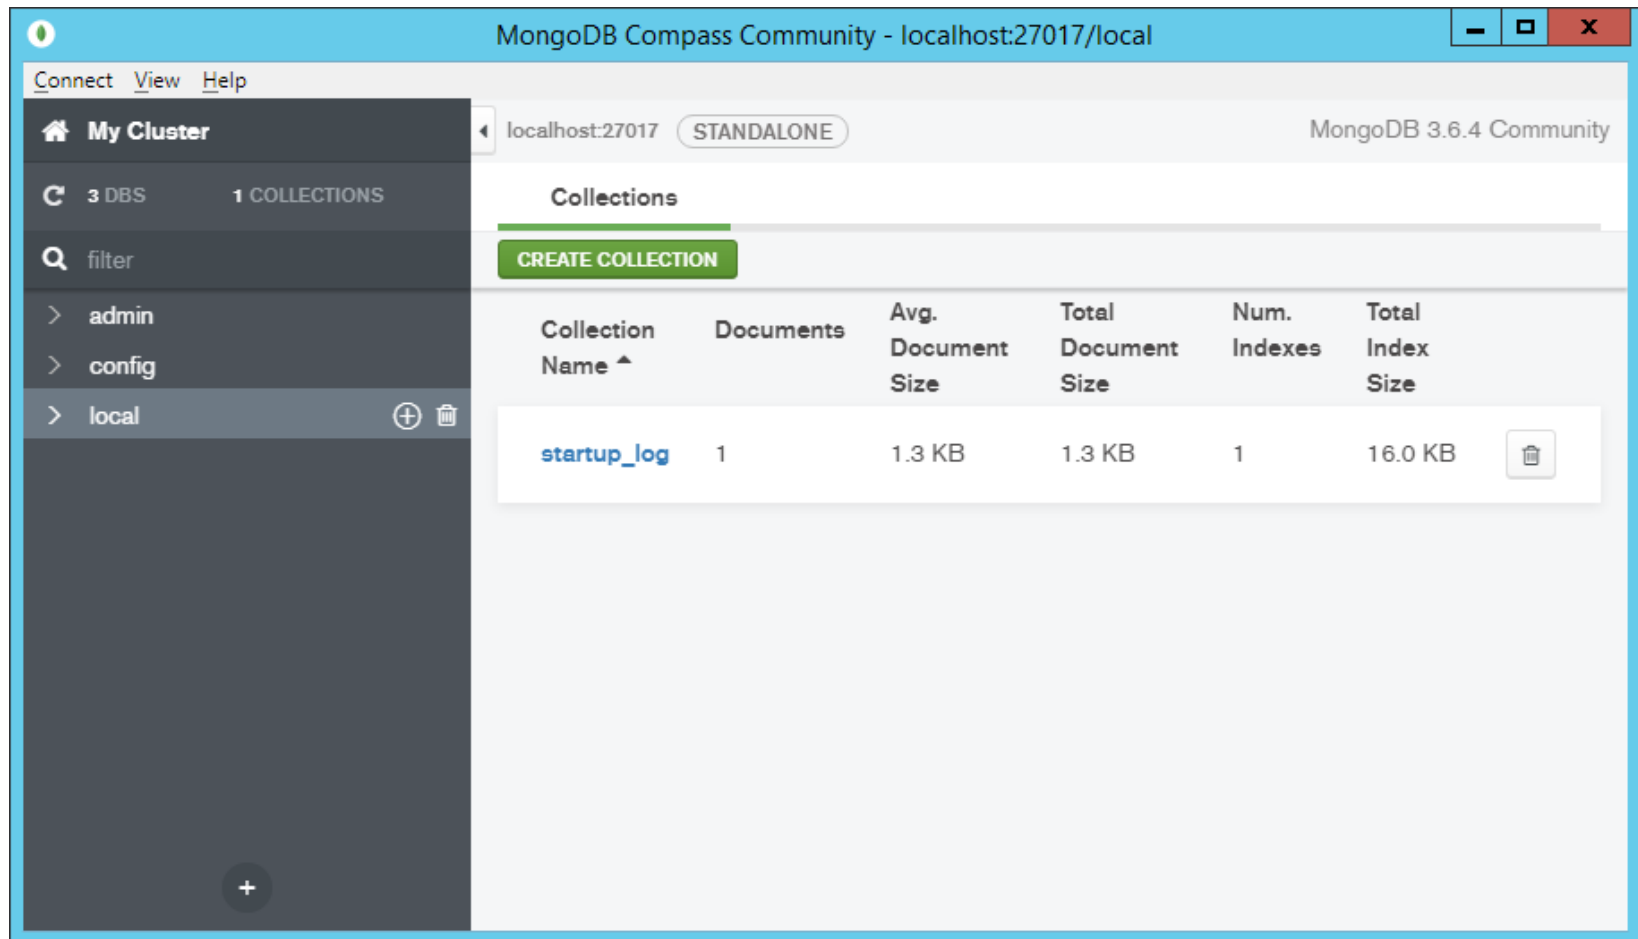 MongoDB Compass Community - localhost:27017/local
Connect View Help
My Cluster
3 DBS 1 COLLECTIONS
filter
admin
config
local
localhost:27017 STANDALONE MongoDB 3.6.4 Community
Collections
CREATE COLLECTION
Collection Name Documents Avg. Document Size Total Document Size Num. Indexes Total Index Size
startup_log 1 1.3 KB 1.3 KB 1 16.0 KB